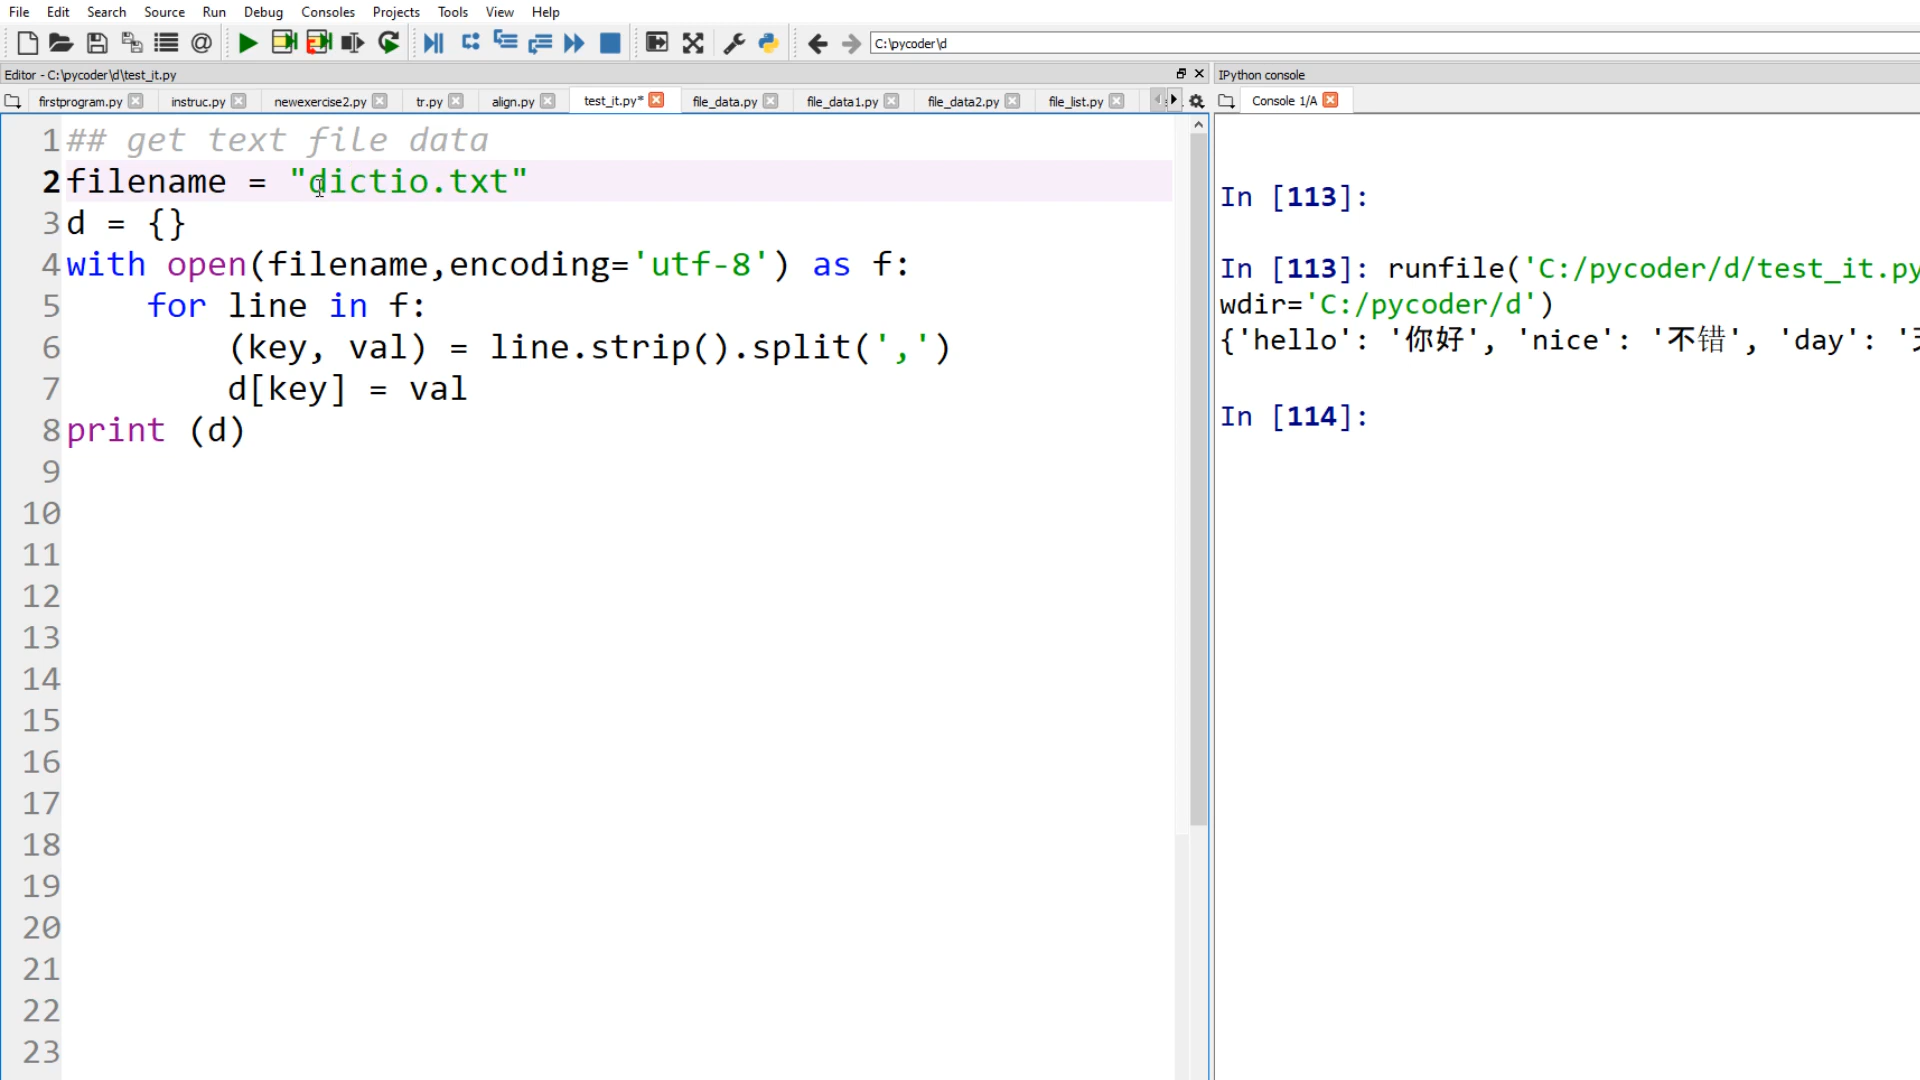 File Edit Search Source Run Debug Consoles Projects Tools View Help
C:\pycoder\d
Editor - C:\pycoder\d\test_it.py
IPython console
firstprogram.py instruc.py newexercise2.py tr.py align.py test_it.py* file_data.py file_data1.py file_data2.py file_list.py
Console 1/A
1 ## get text file data
2 filename = "dictio.txt"
3 d = {}
4 with open(filename,encoding='utf-8') as f:
5 for line in f:
6 (key, val) = line.strip().split(',')
7 d[key] = val
8 print (d)
9
10
11
12
13
14
15
16
17
18
19
20
21
22
23
In [113]:
In [113]: runfile('C:/pycoder/d/test_it.py
wdir='C:/pycoder/d')
{'hello': '你好', 'nice': '不错', 'day': '
In [114]: